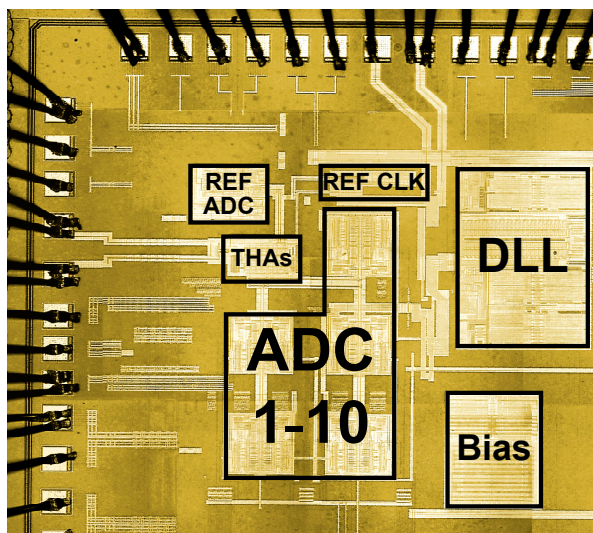 REF
ADC
REF CLK
THAs
DLL
ADC
1-10
Bias